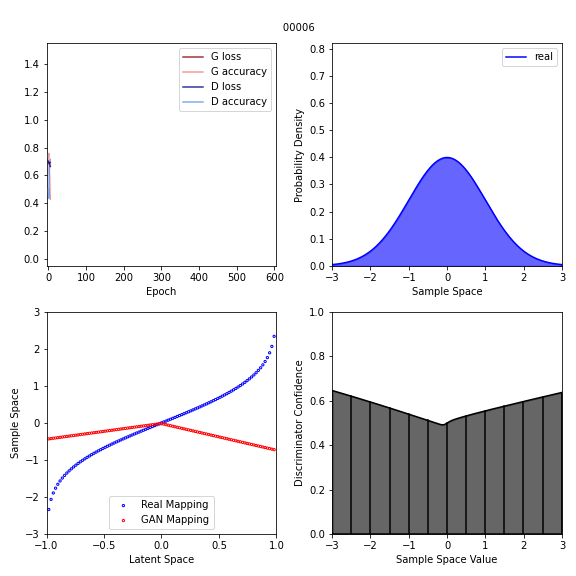 00006
1.4
1.2
1.0
0.8
0.6
0.4
0.2
0.0
G loss
G accuracy
D loss
D accuracy
0 100 200 300 400 500 600
Epoch
Probability Density
0.8
0.7
0.6
0.5
0.4
0.3
0.2
0.1
0.0
real
−3 −2 −1 0 1 2 3
Sample Space
Sample Space
3
2
1
0
−1
−2
−3
Real Mapping
GAN Mapping
−1.0 −0.5 0.0 0.5 1.0
Latent Space
Discriminator Confidence
1.0
0.8
0.6
0.4
0.2
0.0
−3 −2 −1 0 1 2 3
Sample Space Value